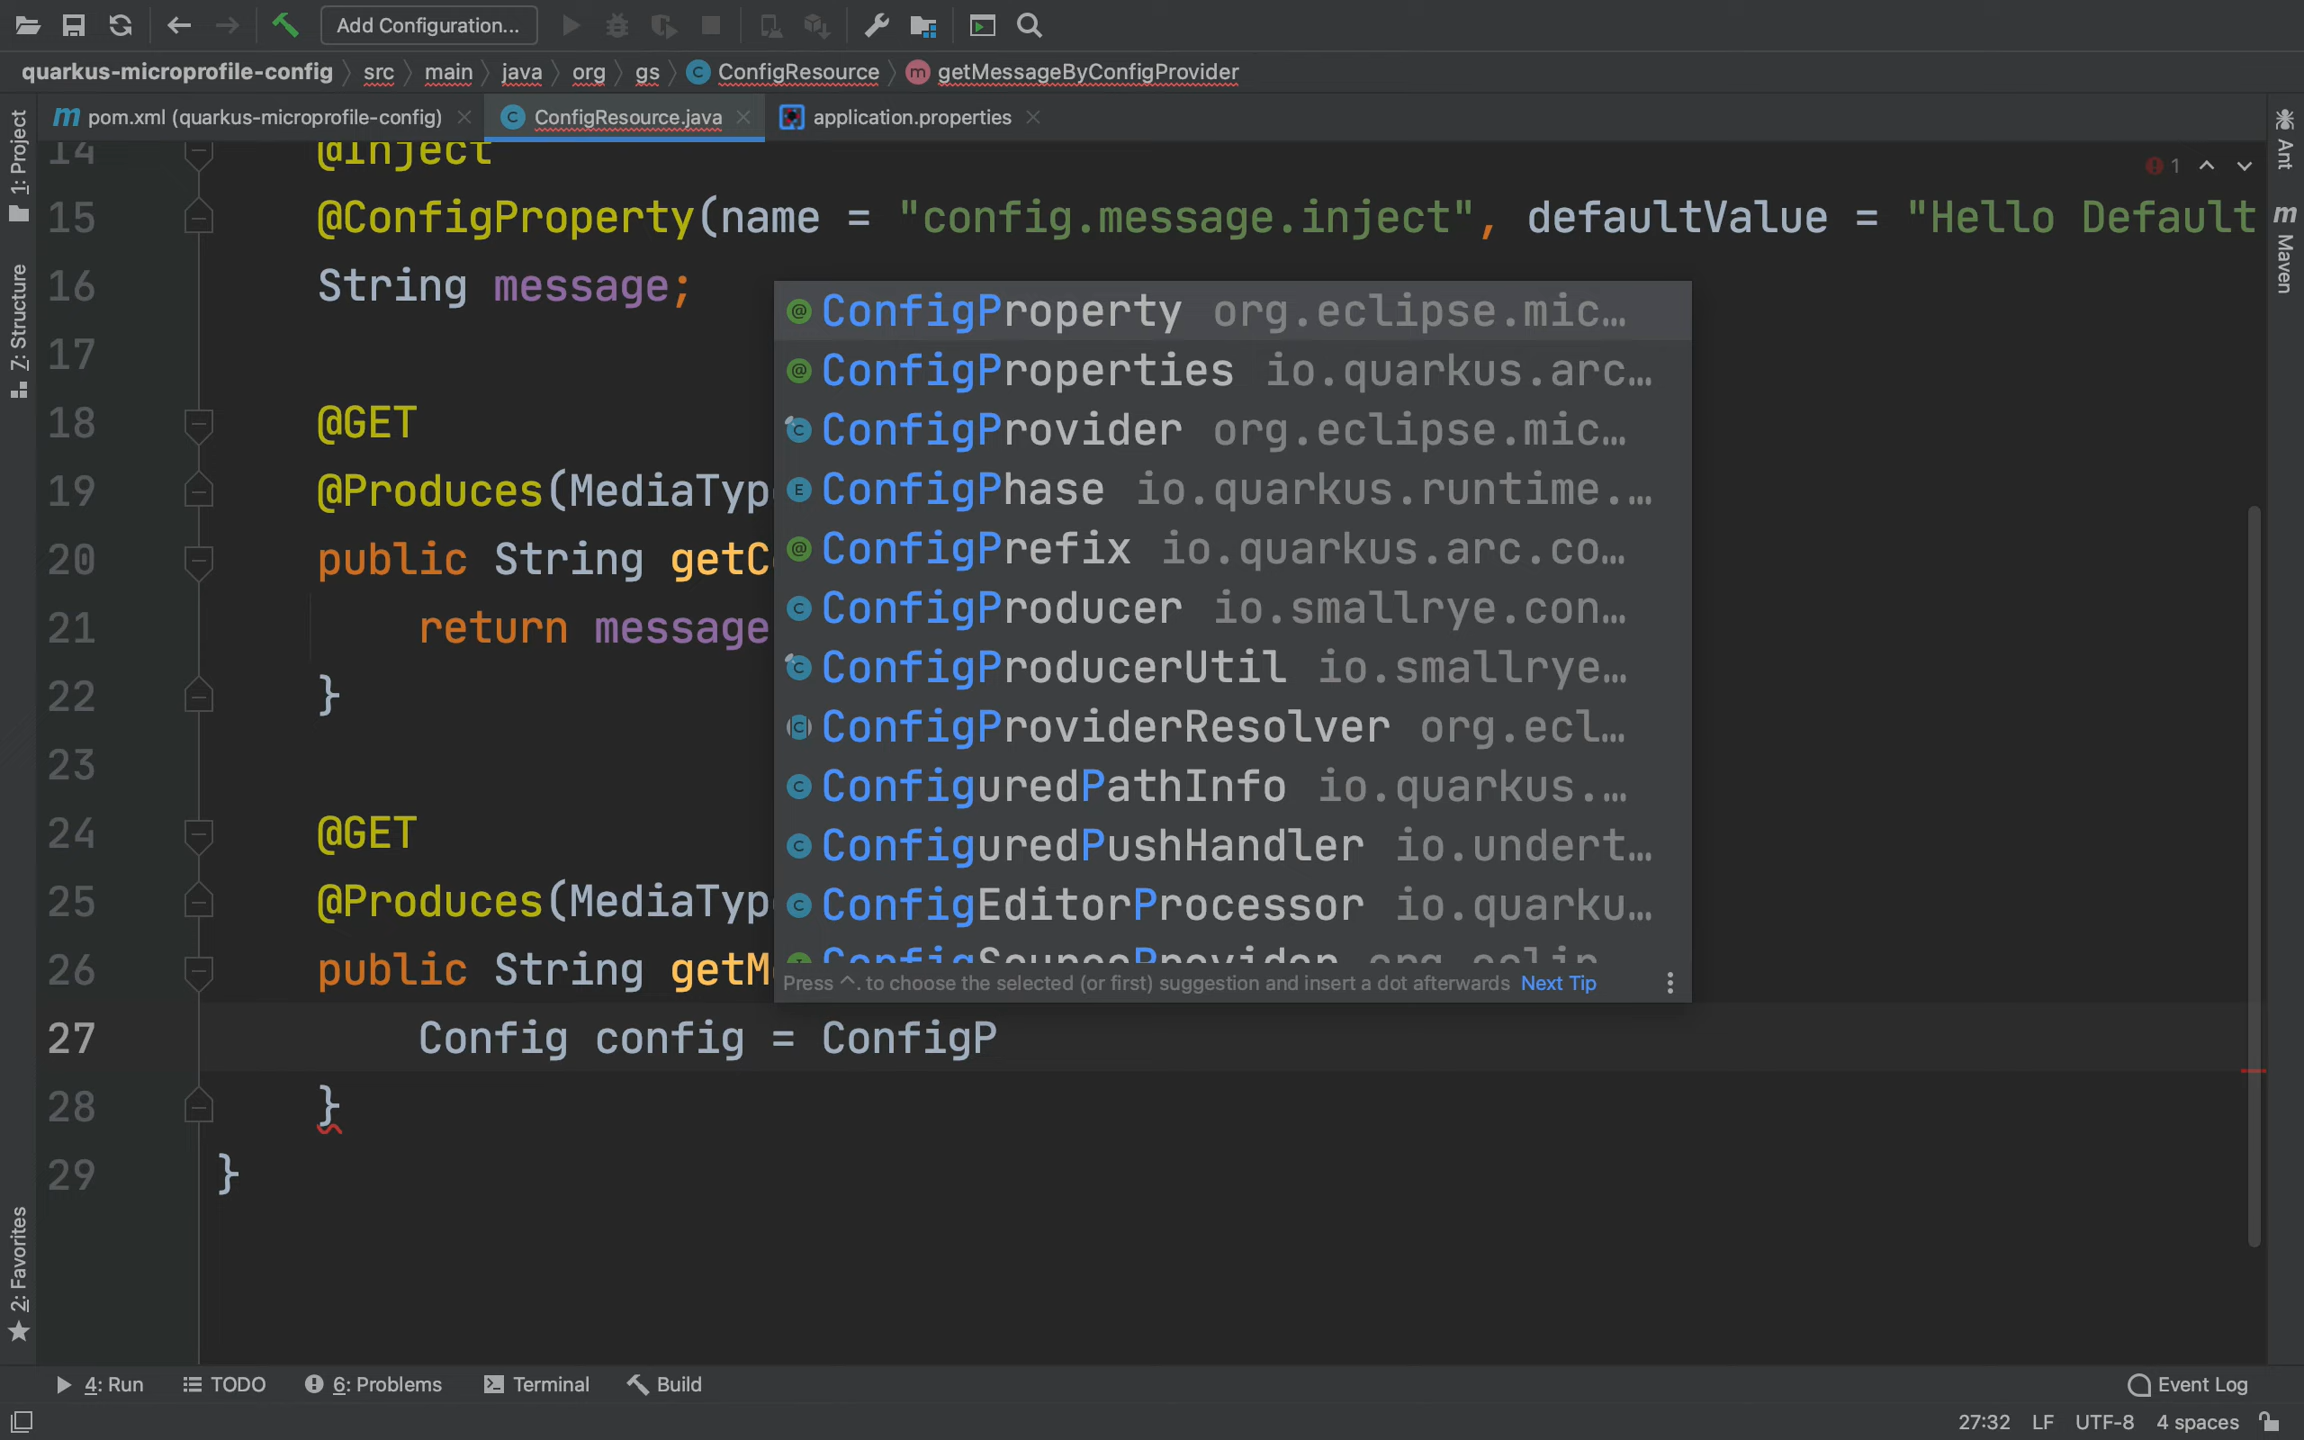 Add Configuration...
quarkus-microprofile-config src main java org gs ConfigResource getMessageByConfigProvider
pom.xml (quarkus-microprofile-config) ConfigResource.java application.properties
1: Project
Z: Structure
2: Favorites
Ant
Maven
1
14 @Inject
15 @ConfigProperty(name = "config.message.inject", defaultValue = "Hello Default
16 String message;
17
18 @GET
19 @Produces(MediaTyp
20 public String getC
21 return message
22 }
23
24 @GET
25 @Produces(MediaTyp
26 public String getM
27 Config config = ConfigP
28 }
29 }
ConfigProperty org.eclipse.mic…
ConfigProperties io.quarkus.arc…
ConfigProvider org.eclipse.mic…
ConfigPhase io.quarkus.runtime.…
ConfigPrefix io.quarkus.arc.co…
ConfigProducer io.smallrye.con…
ConfigProducerUtil io.smallrye…
ConfigProviderResolver org.ecl…
ConfiguredPathInfo io.quarkus.…
ConfiguredPushHandler io.undert…
ConfigEditorProcessor io.quarku…
ConfigSourceProvider org.eclip
Press ^. to choose the selected (or first) suggestion and insert a dot afterwards Next Tip
4: Run TODO 6: Problems Terminal Build Event Log
27:32 LF UTF-8 4 spaces